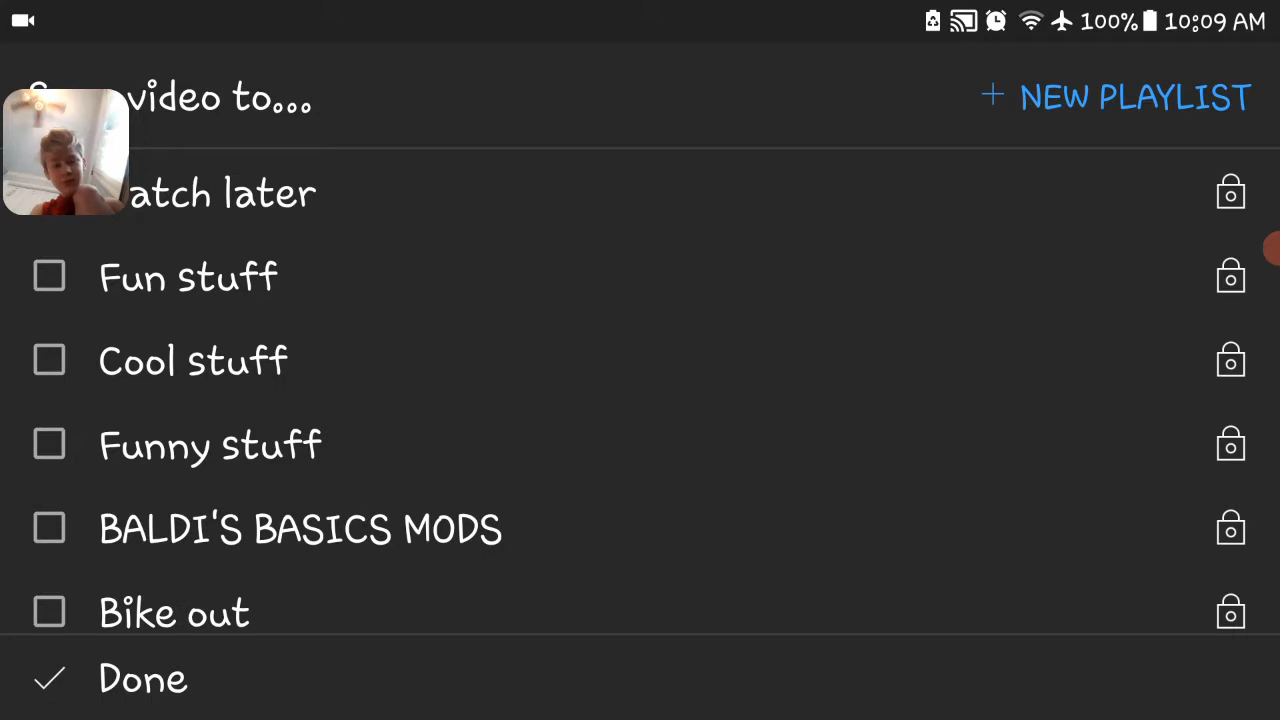 100% 10:09 AM
video to...
+ NEW PLAYLIST
atch later
Fun stuff
Cool stuff
Funny stuff
BALDI'S BASICS MODS
Bike out
Done